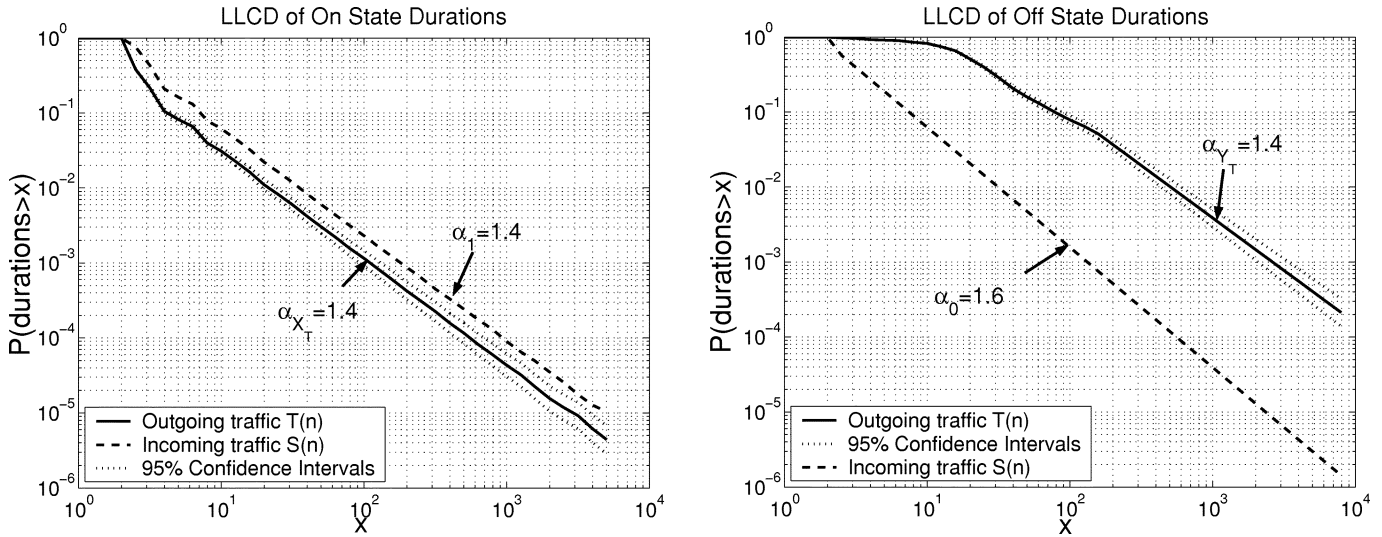 LLCD of On State Durations
P(durations>x)
10^0
10^-1
10^-2
10^-3
10^-4
10^-5
10^-6
α_1=1.4
α_X_T=1.4
Outgoing traffic T(n)
Incoming traffic S(n)
95% Confidence Intervals
10^0
10^1
10^2
10^3
10^4
x
LLCD of Off State Durations
P(durations>x)
10^0
10^-1
10^-2
10^-3
10^-4
10^-5
10^-6
α_Y_T=1.4
α_0=1.6
Outgoing traffic T(n)
95% Confidence Intervals
Incoming traffic S(n)
10^0
10^1
10^2
10^3
10^4
x